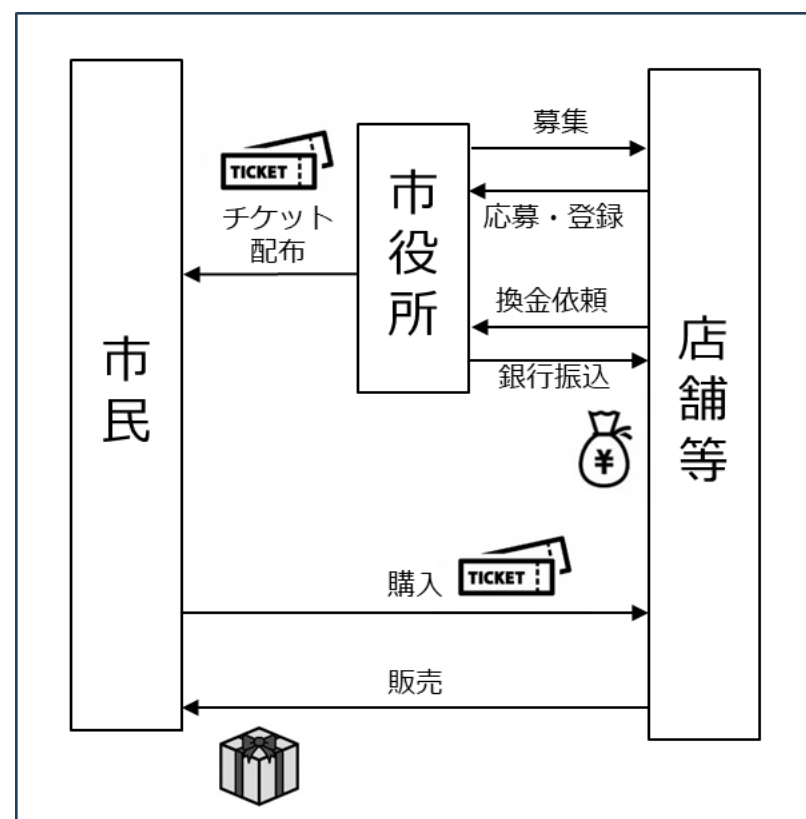 募集
TICKET
市役所
応募・登録
チケット
配布
換金依頼
市民
店舗等
銀行振込
¥
購入
TICKET
販売